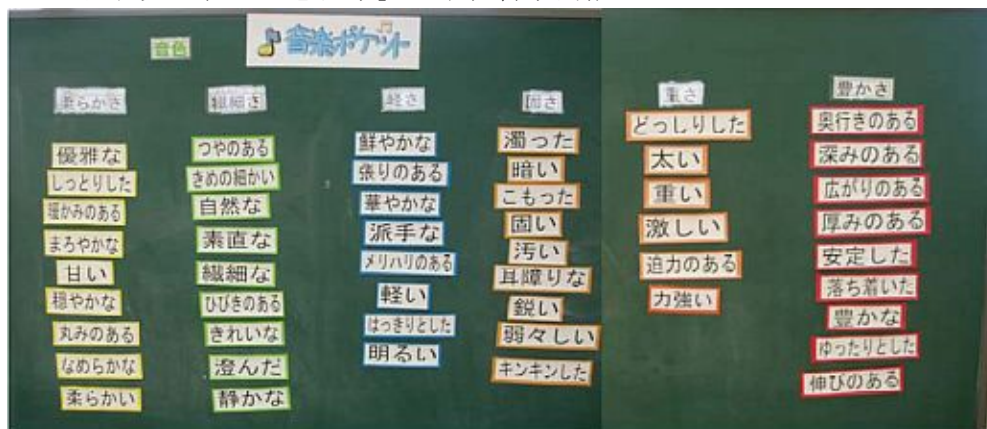 音色
音楽ポケット
柔らかさ
優雅な
しっとりした
暖かみのある
まろやかな
甘い
穏やかな
丸みのある
なめらかな
柔らかい
繊細さ
つやのある
きめの細かい
自然な
素直な
繊細な
ひびきのある
きれいな
澄んだ
静かな
軽さ
鮮やかな
張りのある
華やかな
派手な
メリハリのある
軽い
はっきりとした
明るい
固さ
濁った
暗い
こもった
固い
汚い
耳障りな
鋭い
弱々しい
キンキンした
重さ
どっしりした
太い
重い
激しい
迫力のある
力強い
豊かさ
奥行きのある
深みのある
広がりのある
厚みのある
安定した
落ち着いた
豊かな
ゆったりとした
伸びのある